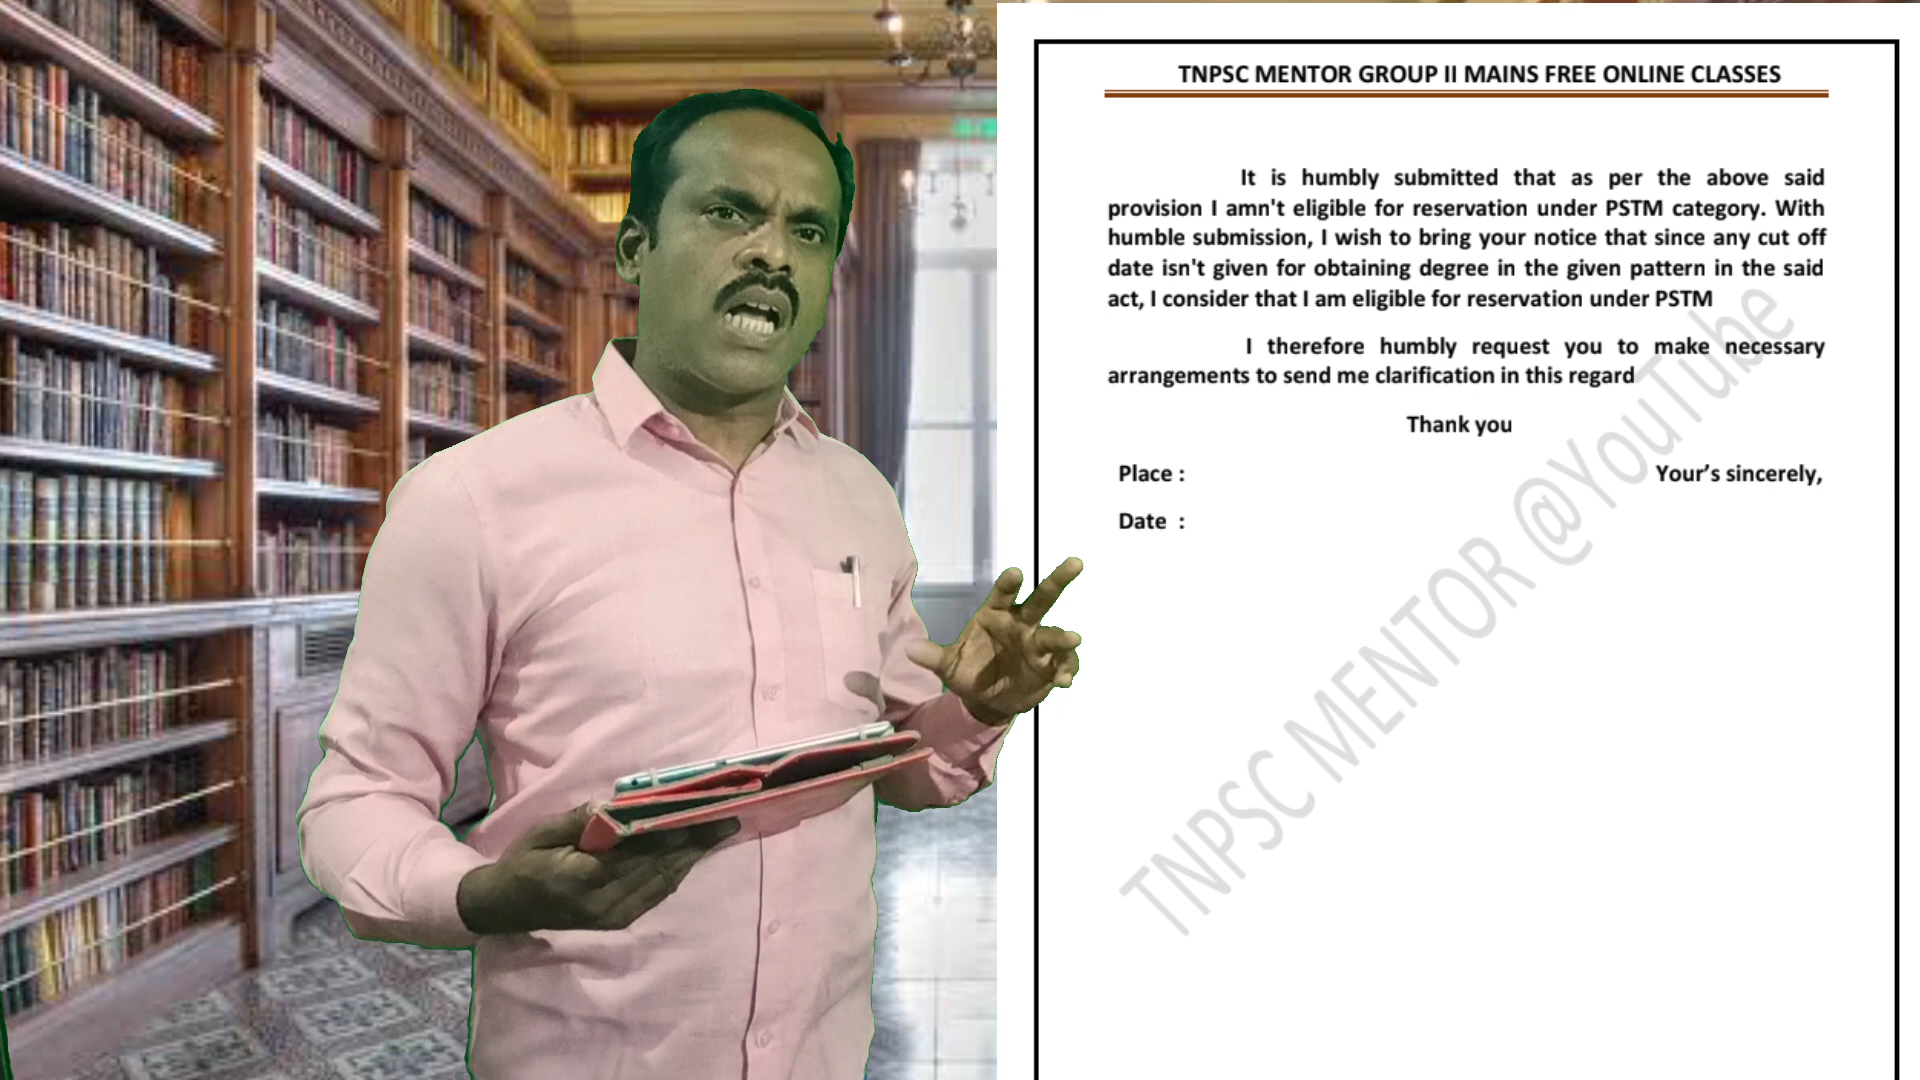 TNPSC MENTOR GROUP II MAINS FREE ONLINE CLASSES
It is humbly submitted that as per the above said
provision I amn't eligible for reservation under PSTM category. With
humble submission, I wish to bring your notice that since any cut off
date isn't given for obtaining degree in the given pattern in the said
act, I consider that I am eligible for reservation under PSTM
I therefore humbly request you to make necessary
arrangements to send me clarification in this regard
Thank you
Place : Your’s sincerely,
Date :
TNPSC MENTOR @YouTube